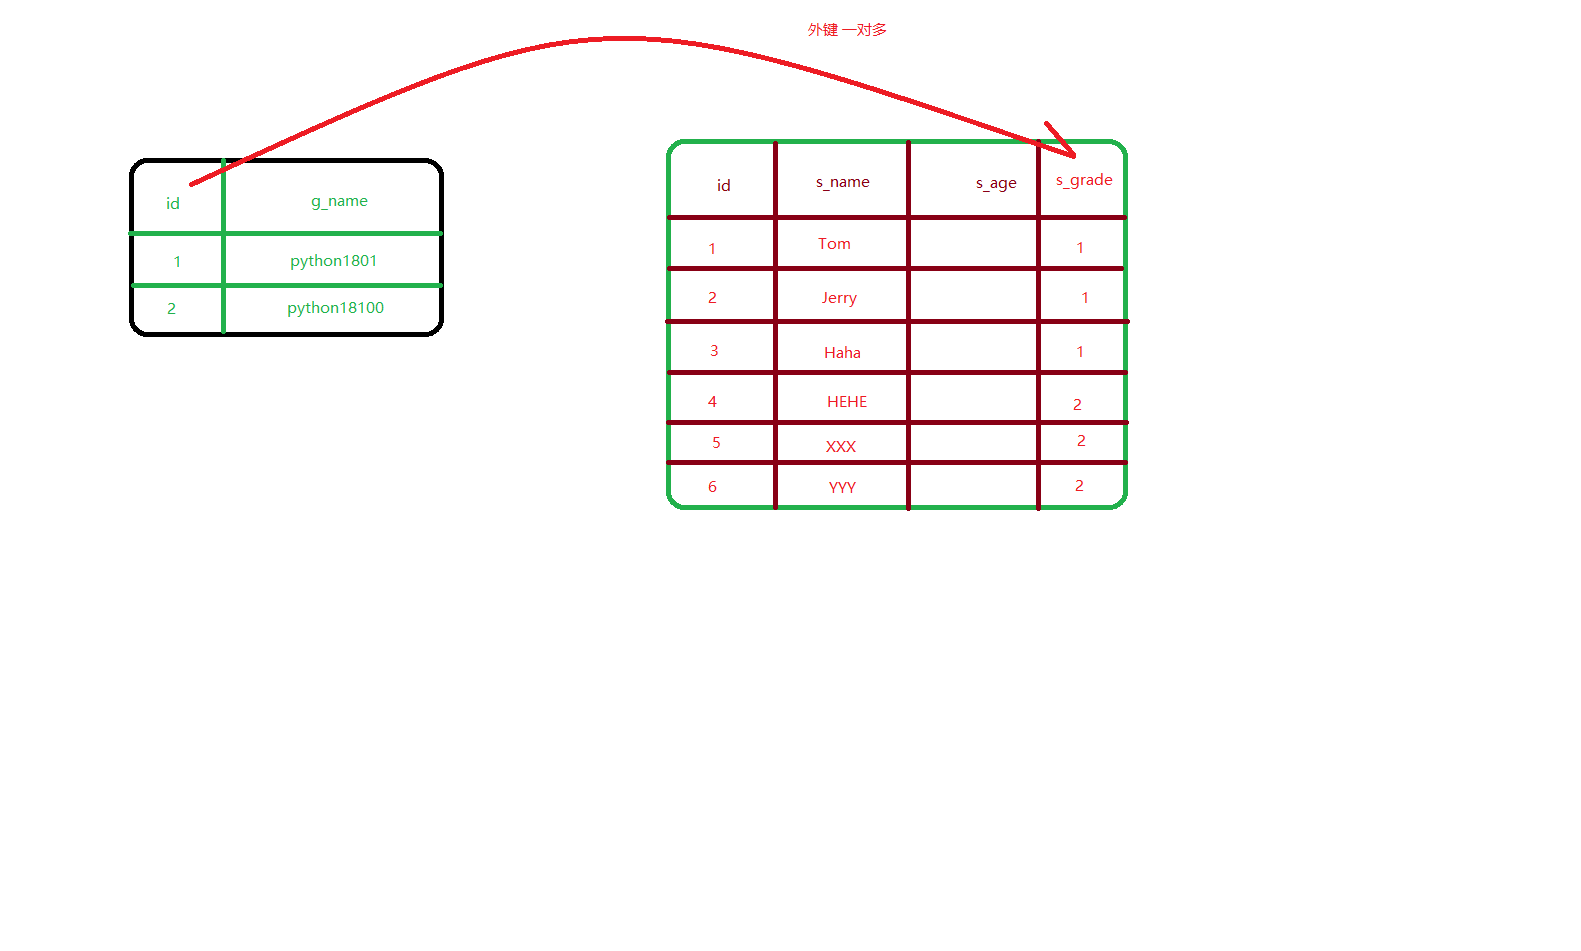 外键 一对多
id g_name
1 python1801
2 python18100
id s_name s_age s_grade
1 Tom 1
2 Jerry 1
3 Haha 1
4 HEHE 2
5 XXX 2
6 YYY 2